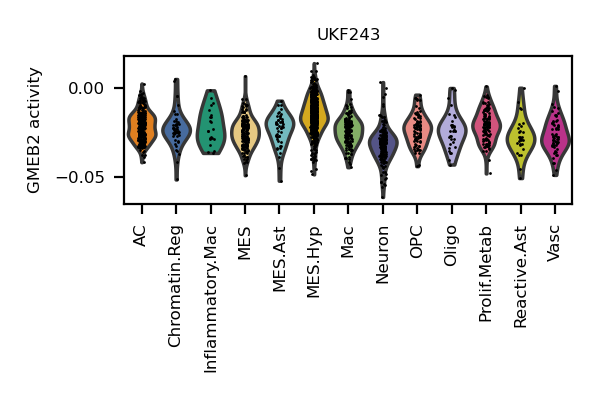 UKF243
GMEB2 activity
0.00
−0.05
AC
Chromatin.Reg
Inflammatory.Mac
MES
MES.Ast
MES.Hyp
Mac
Neuron
OPC
Oligo
Prolif.Metab
Reactive.Ast
Vasc